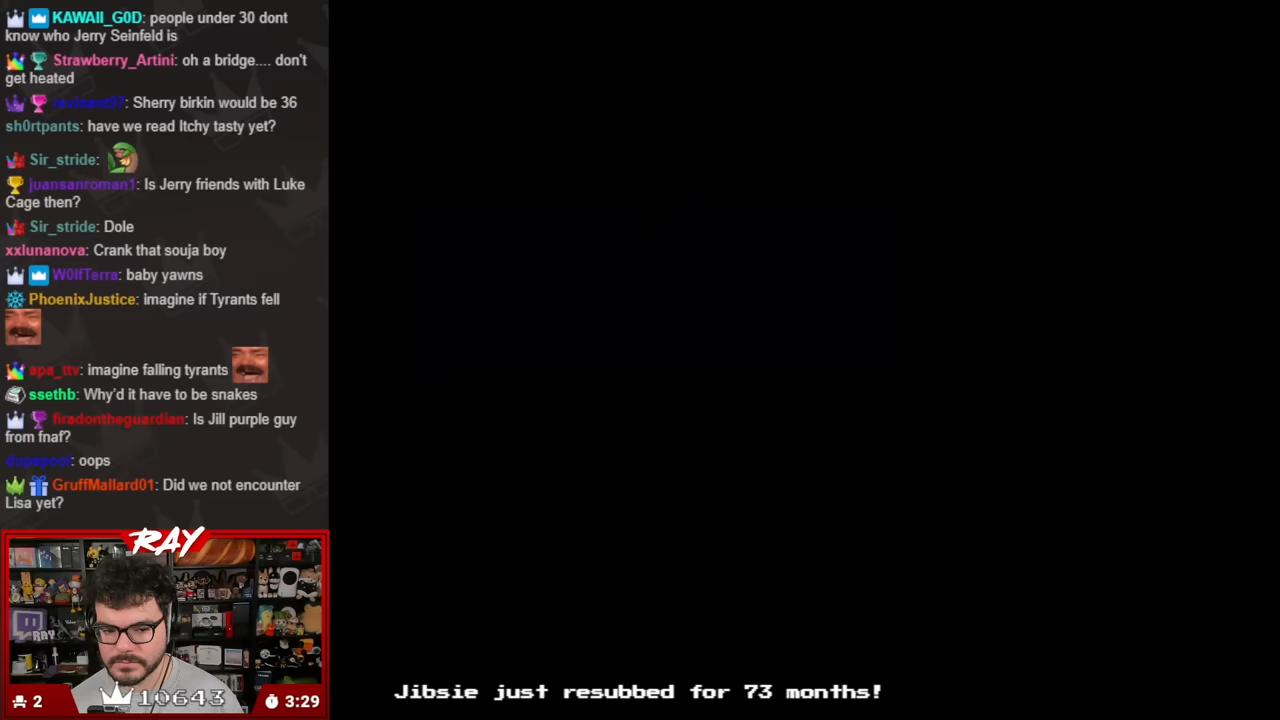 KAWAII_G0D: people under 30 dont
know who Jerry Seinfeld is
Strawberry_Artini: oh a bridge.... don't
get heated
revinant97: Sherry birkin would be 36
sh0rtpants: have we read Itchy tasty yet?
Sir_stride:
juansanroman1: Is Jerry friends with Luke
Cage then?
Sir_stride: Dole
xxlunanova: Crank that souja boy
W0lfTerra: baby yawns
PhoenixJustice: imagine if Tyrants fell
apa_ttv: imagine falling tyrants
ssethb: Why'd it have to be snakes
firadontheguardian: Is Jill purple guy
from fnaf?
: oops
GruffMallard01: Did we not encounter
Lisa yet?
RAY
RAY
2
10643
3:29
Jibsie just resubbed for 73 months!